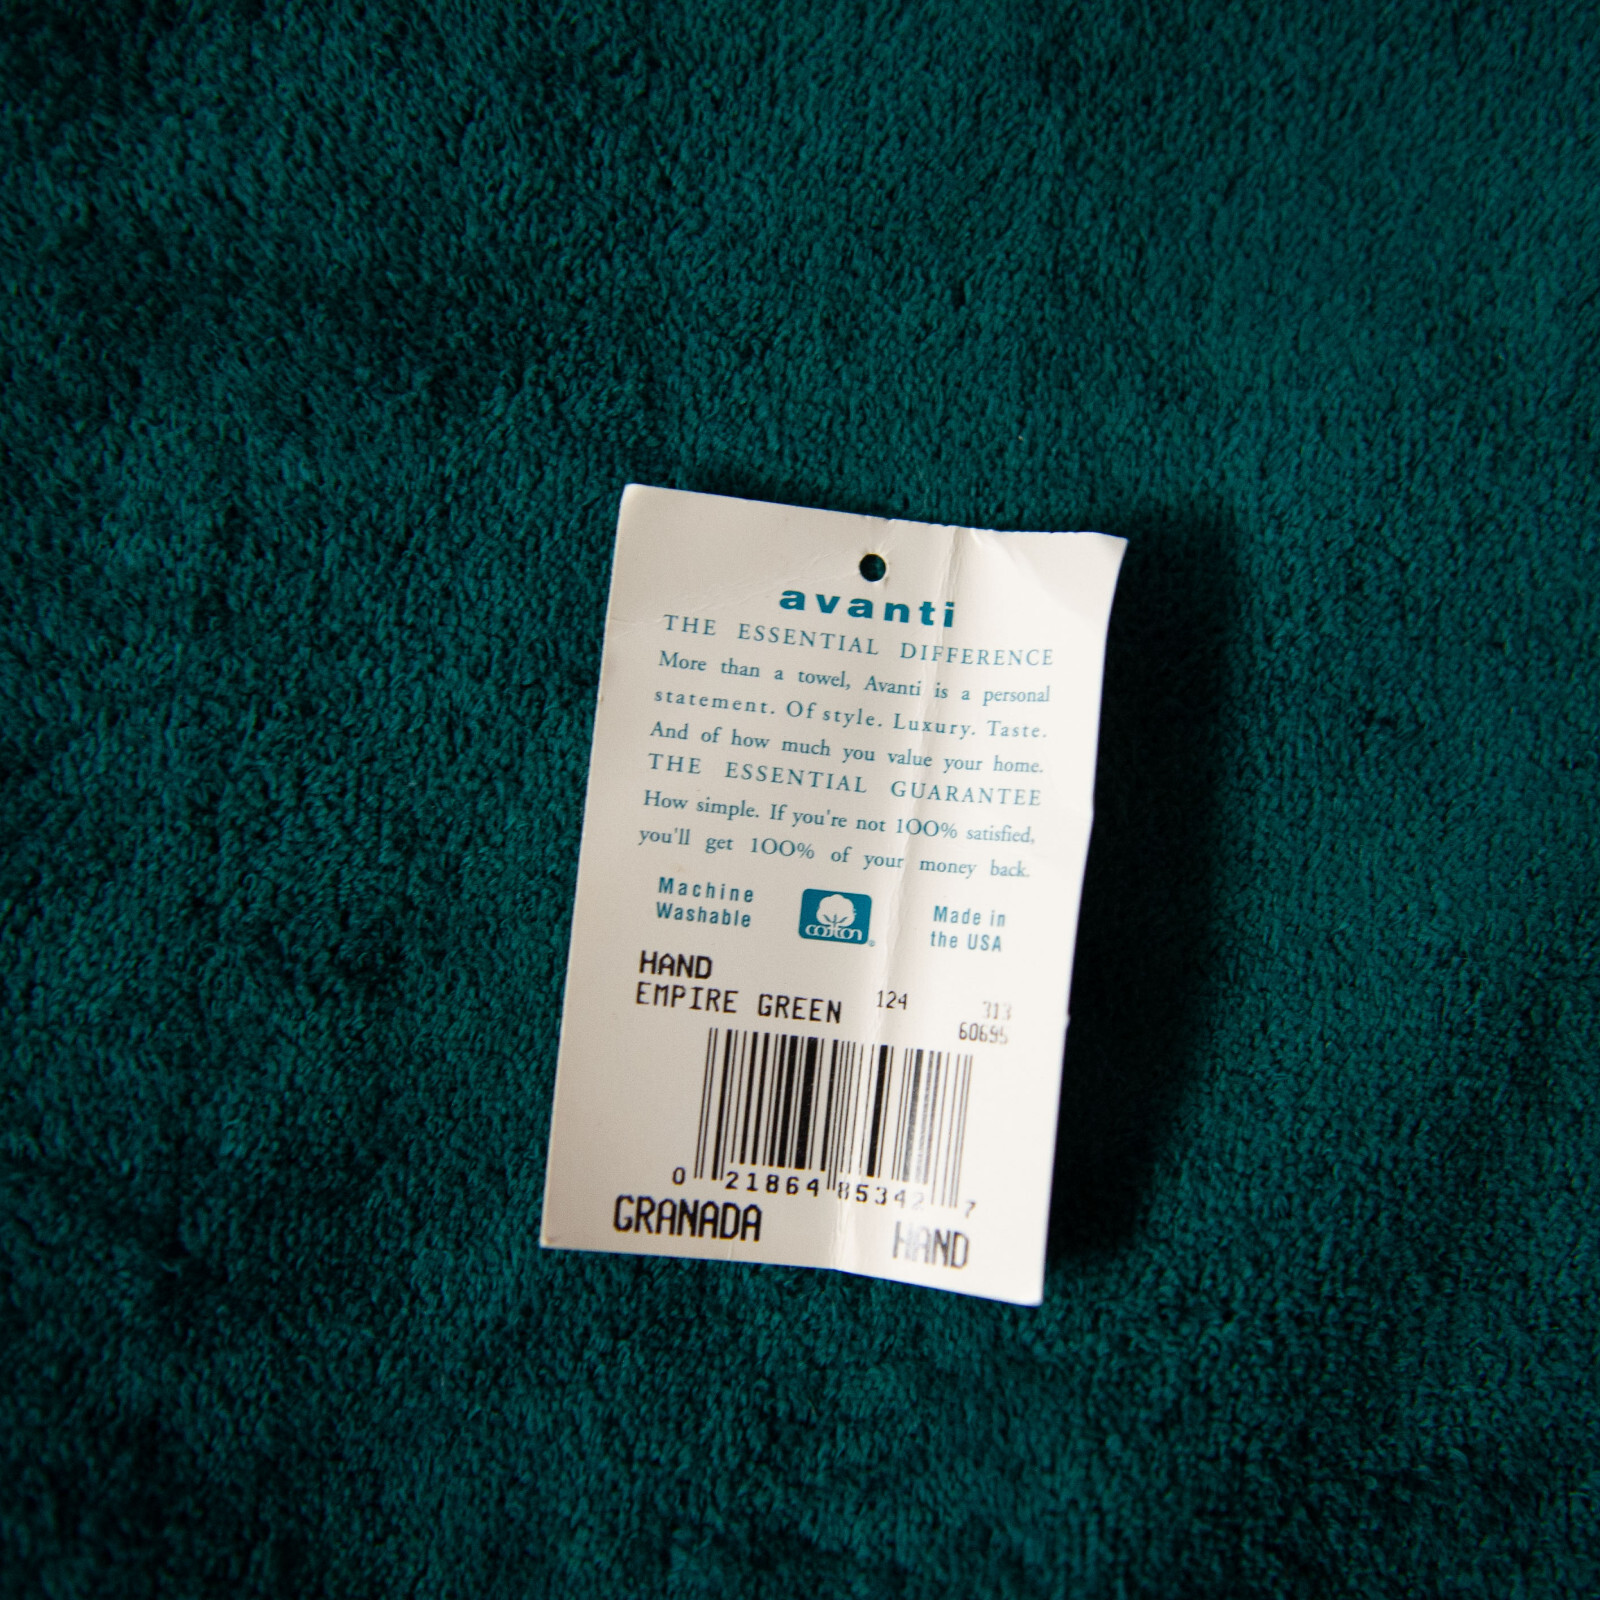 avanti
THE ESSENTIAL DIFFERENCE
More than a towel, Avanti is a personal
statement. Of style. Luxury. Taste.
And of how much you value your home.
THE ESSENTIAL GUARANTEE
How simple. If you're not 100% satisfied,
you'll get 100% of your money back.
Machine
Washable
cotton
®
Made in
the USA
HAND
EMPIRE GREEN 124 313
60695
0 21864 85342 7
GRANADA HAND